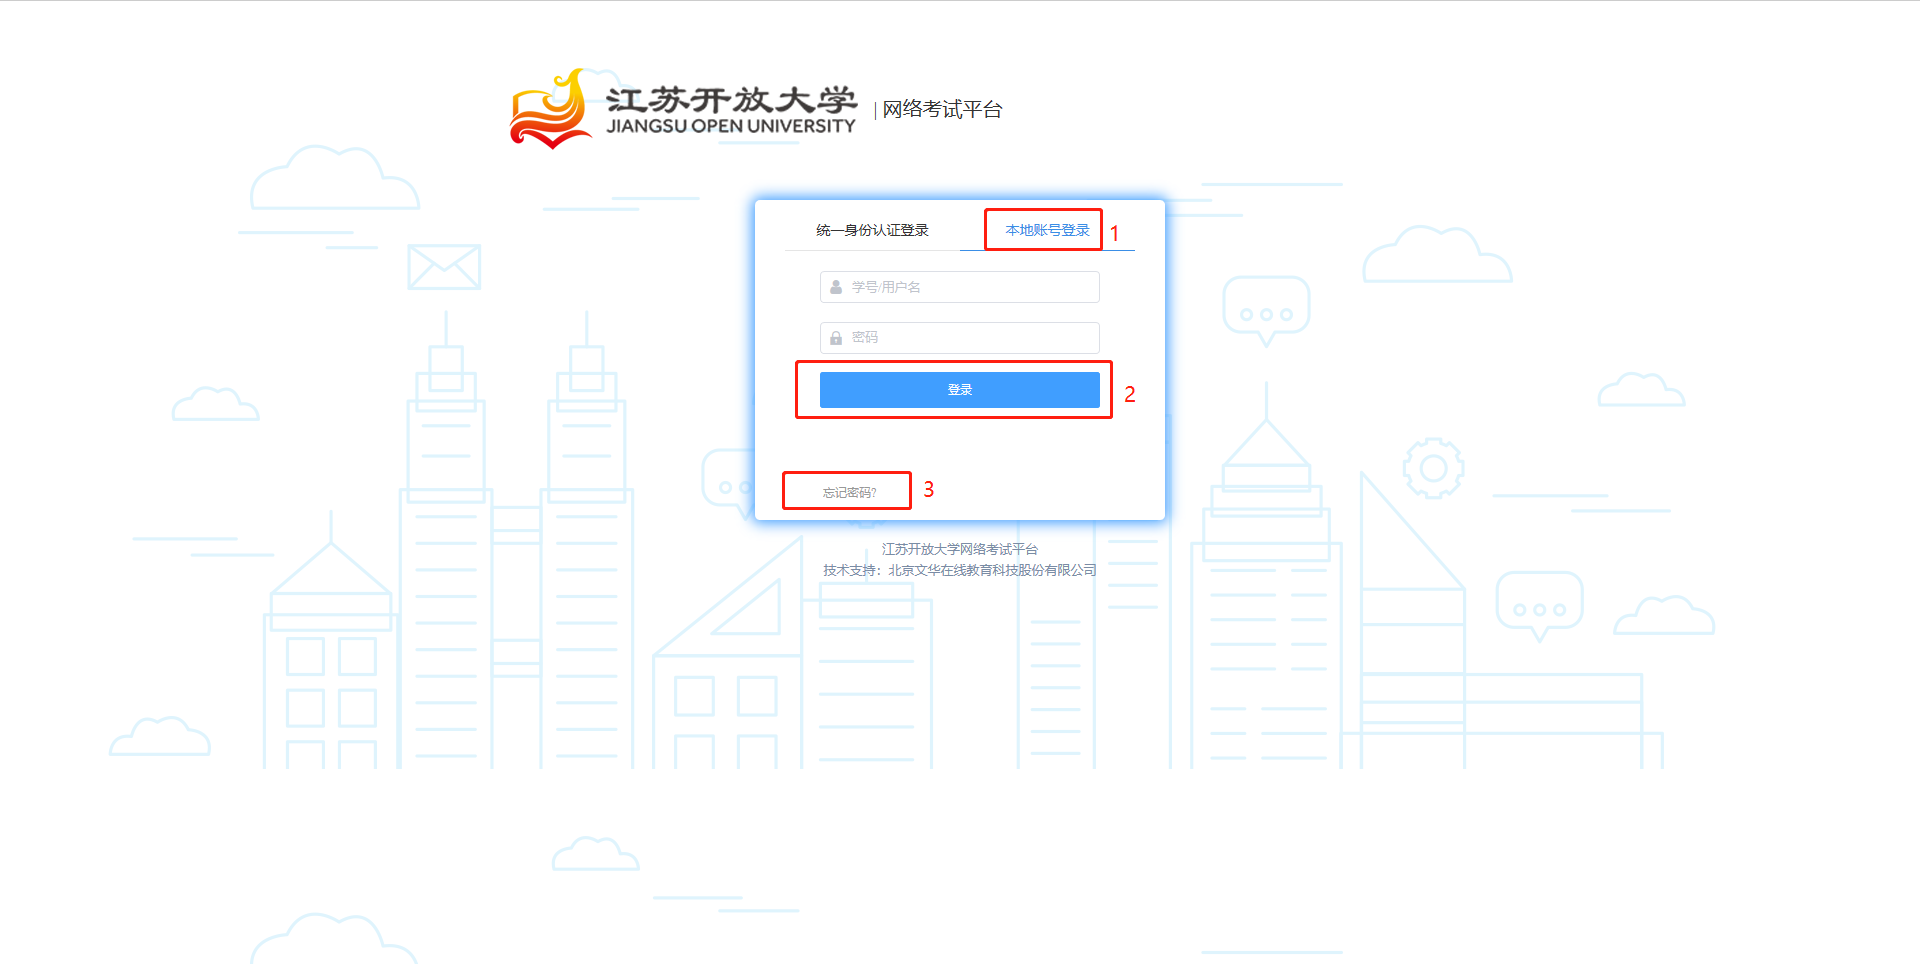 江苏开放大学
JIANGSU OPEN UNIVERSITY
| 网络考试平台
统一身份认证登录
本地账号登录
1
学号/用户名
密码
登录
2
忘记密码?
3
江苏开放大学网络考试平台
技术支持：北京文华在线教育科技股份有限公司